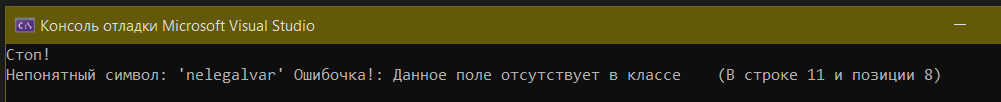 Консоль отладки Microsoft Visual Studio
Стоп!
Непонятный символ: 'nelegalvar' Ошибочка!: Данное поле отсутствует в классе    (В строке 11 и позиции 8)